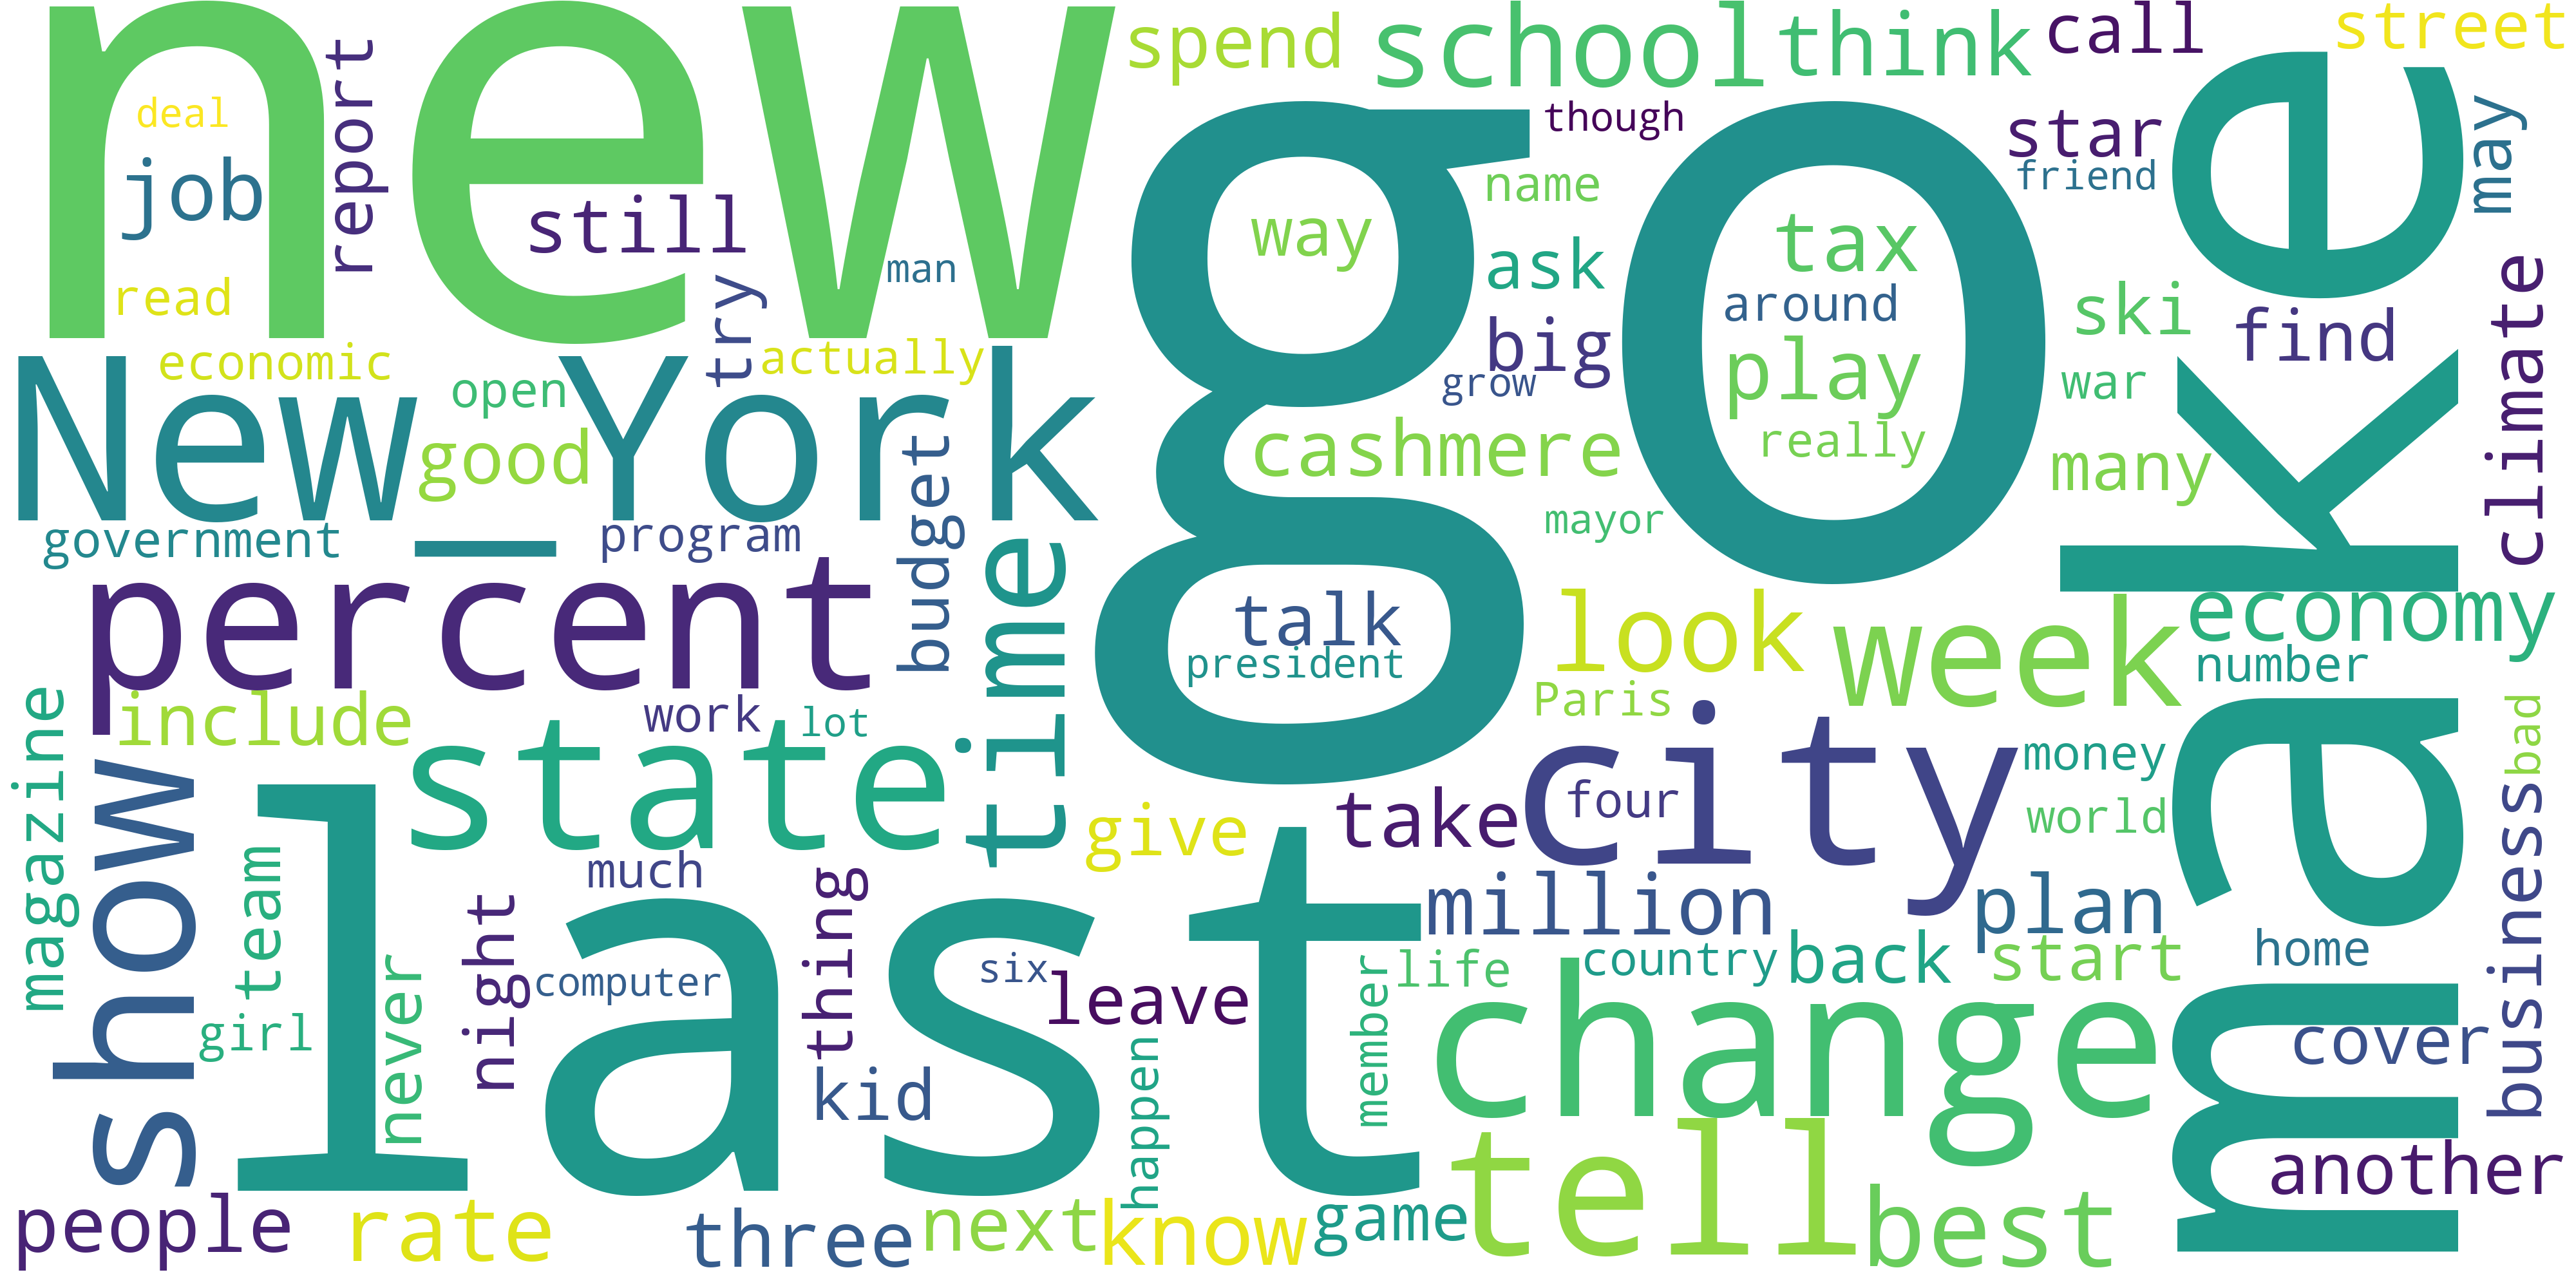 new
go
make
last
New_York
percent
city
state
change
tell
show
time
week
school
think
spend
call
street
report
deal
job
still
though
star
friend
may
name
way
tax
ask
read
man
try
around
ski
find
climate
big
economic
actually
open
grow
play
war
good
cashmere
really
many
budget
government
program
mayor
talk
president
look
economy
number
Paris
include
work
lot
magazine
money
business
bad
four
take
give
world
team
much
million
plan
night
thing
never
computer
six
life
country
back
start
home
leave
member
girl
cover
kid
happen
another
people
rate
three
next
know
game
best